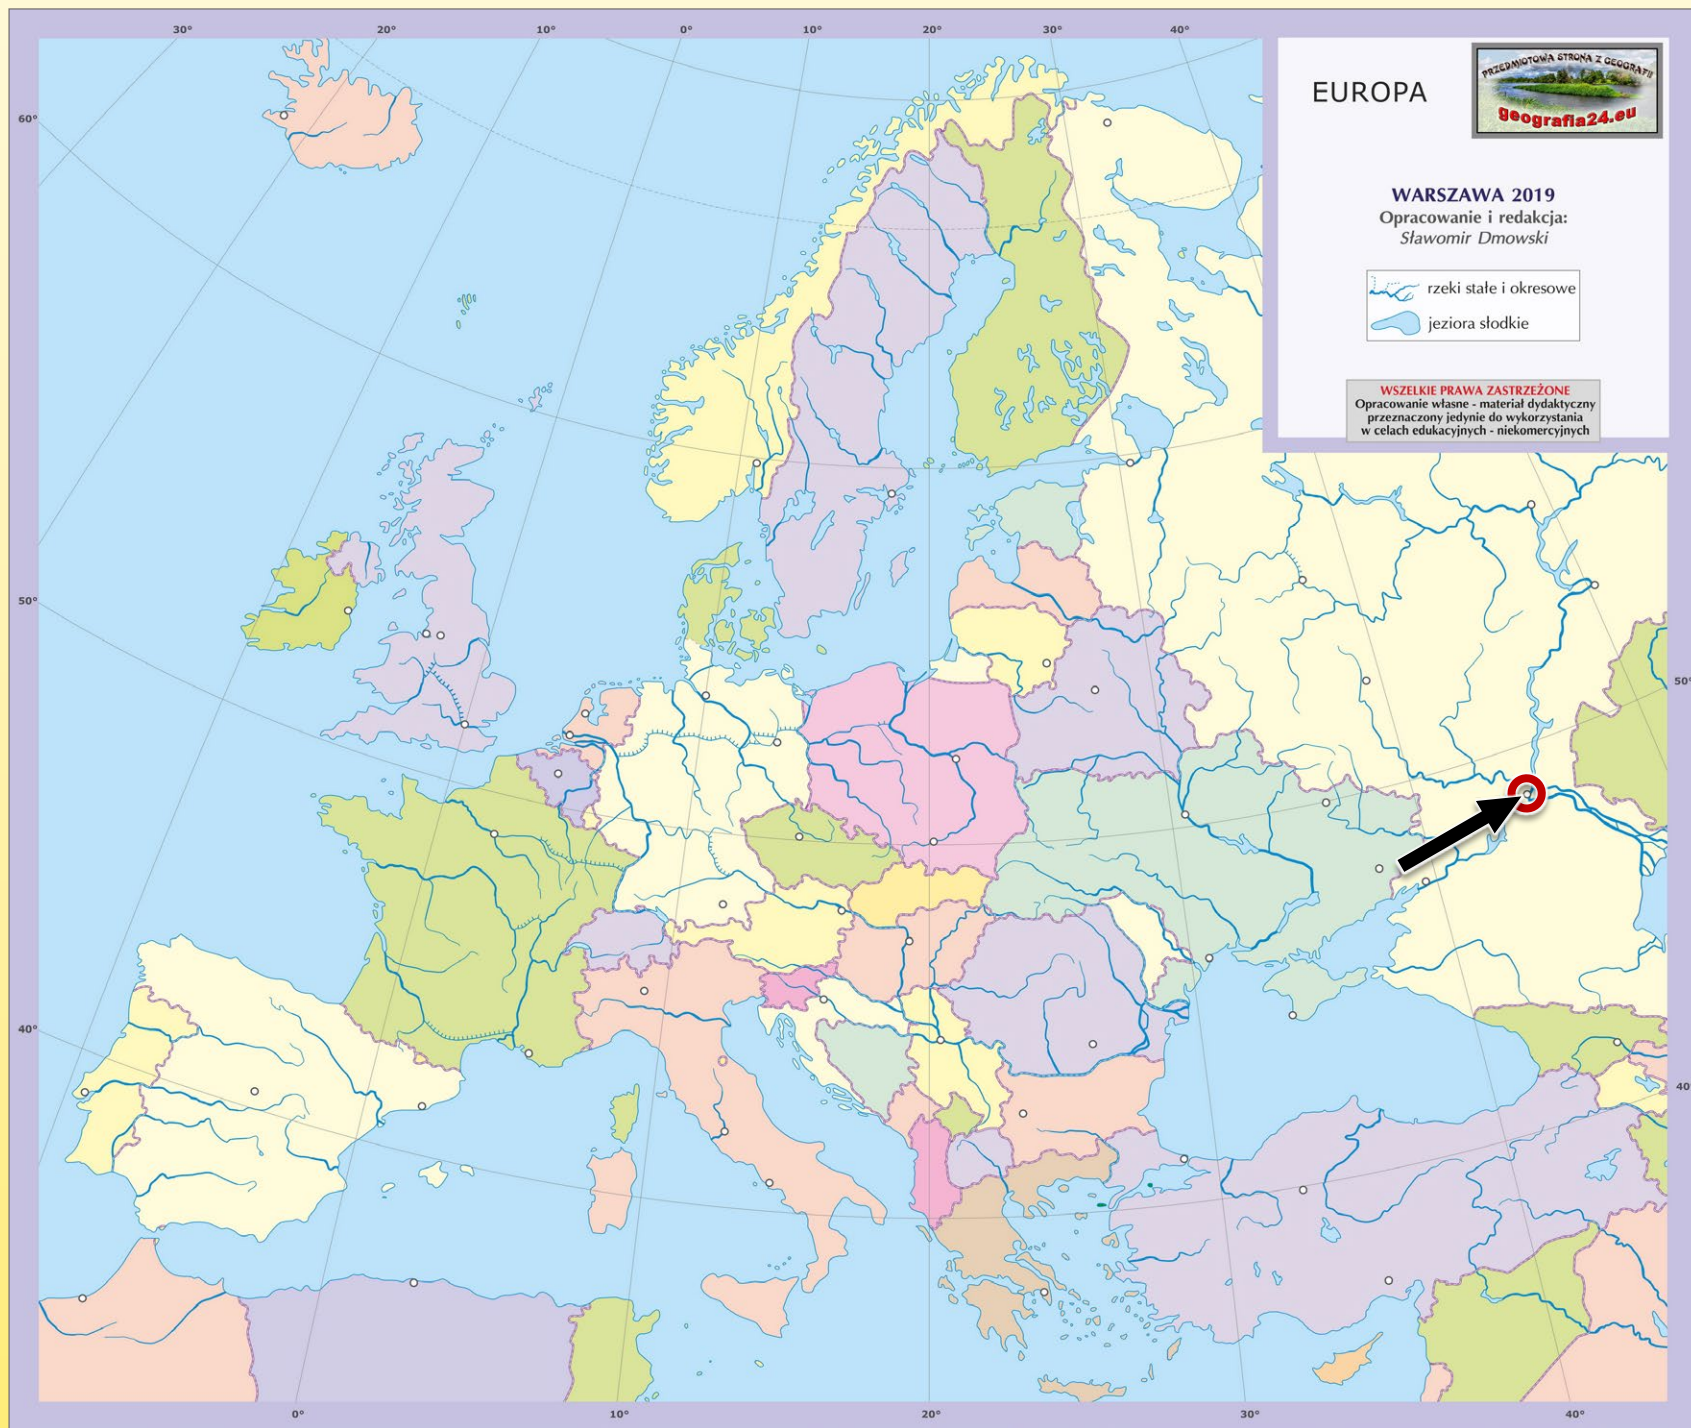 30° 20° 10° 0° 10° 20° 30° 40°
EUROPA
PRZEDMIOTOWA STRONA Z GEOGRAFII
geografia24.eu
60°
WARSZAWA 2019
Opracowanie i redakcja:
Sławomir Dmowski
rzeki stałe i okresowe
jeziora słodkie
WSZELKIE PRAWA ZASTRZEŻONE
Opracowanie własne - materiał dydaktyczny
przeznaczony jedynie do wykorzystania
w celach edukacyjnych - niekomercyjnych
50°
50°
40°
40°
0° 10° 20° 30° 40°